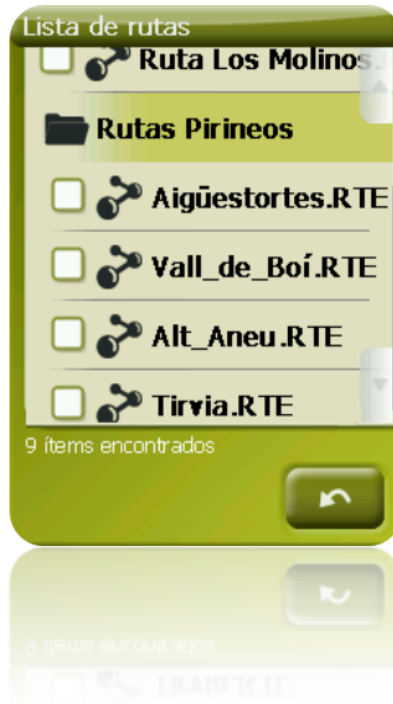 Lista de rutas
Ruta Los Molinos.
Rutas Pirineos
Aigüestortes.RTE
Vall_de_Boí.RTE
Alt_Aneu.RTE
Tirvia.RTE
9 ítems encontrados